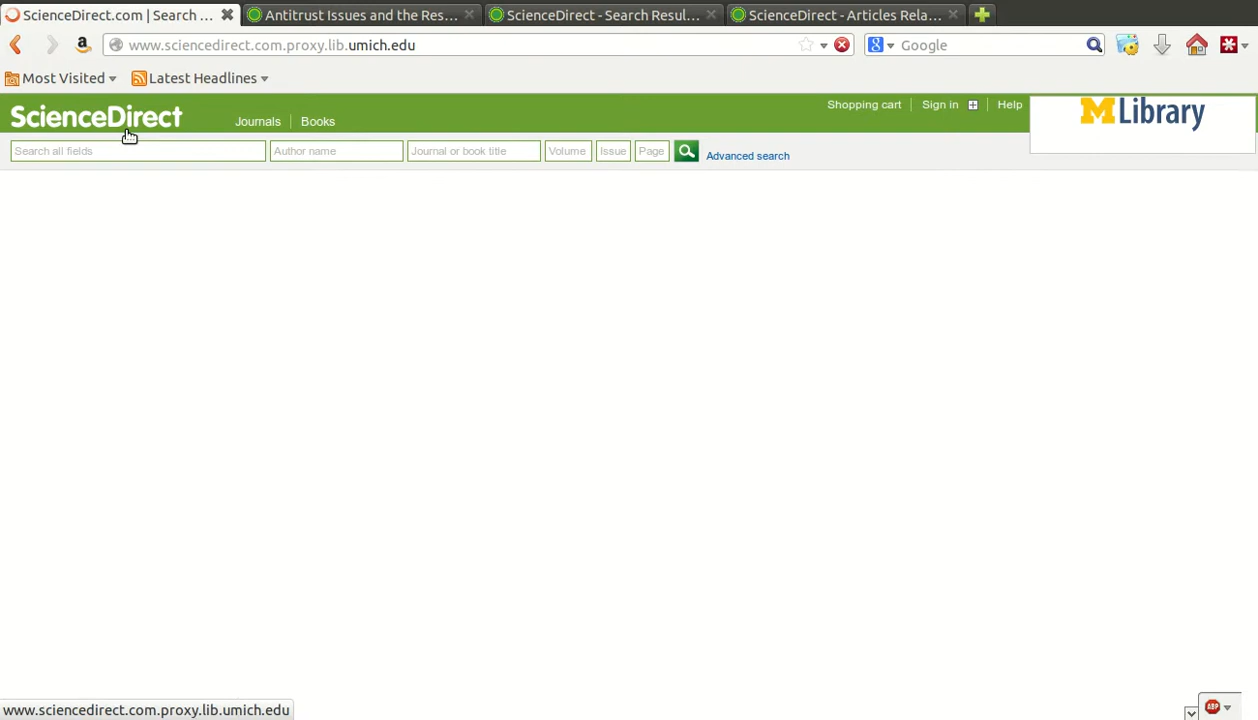 ScienceDirect.com | Search ... Antitrust Issues and the Res... ScienceDirect - Search Resul... ScienceDirect - Articles Rela...
www.sciencedirect.com.proxy.lib.umich.edu Google
Most Visited Latest Headlines
Shopping cart Sign in Help
ScienceDirect Journals Books M Library
Search all fields Author name Journal or book title Volume Issue Page Advanced search
www.sciencedirect.com.proxy.lib.umich.edu ABP